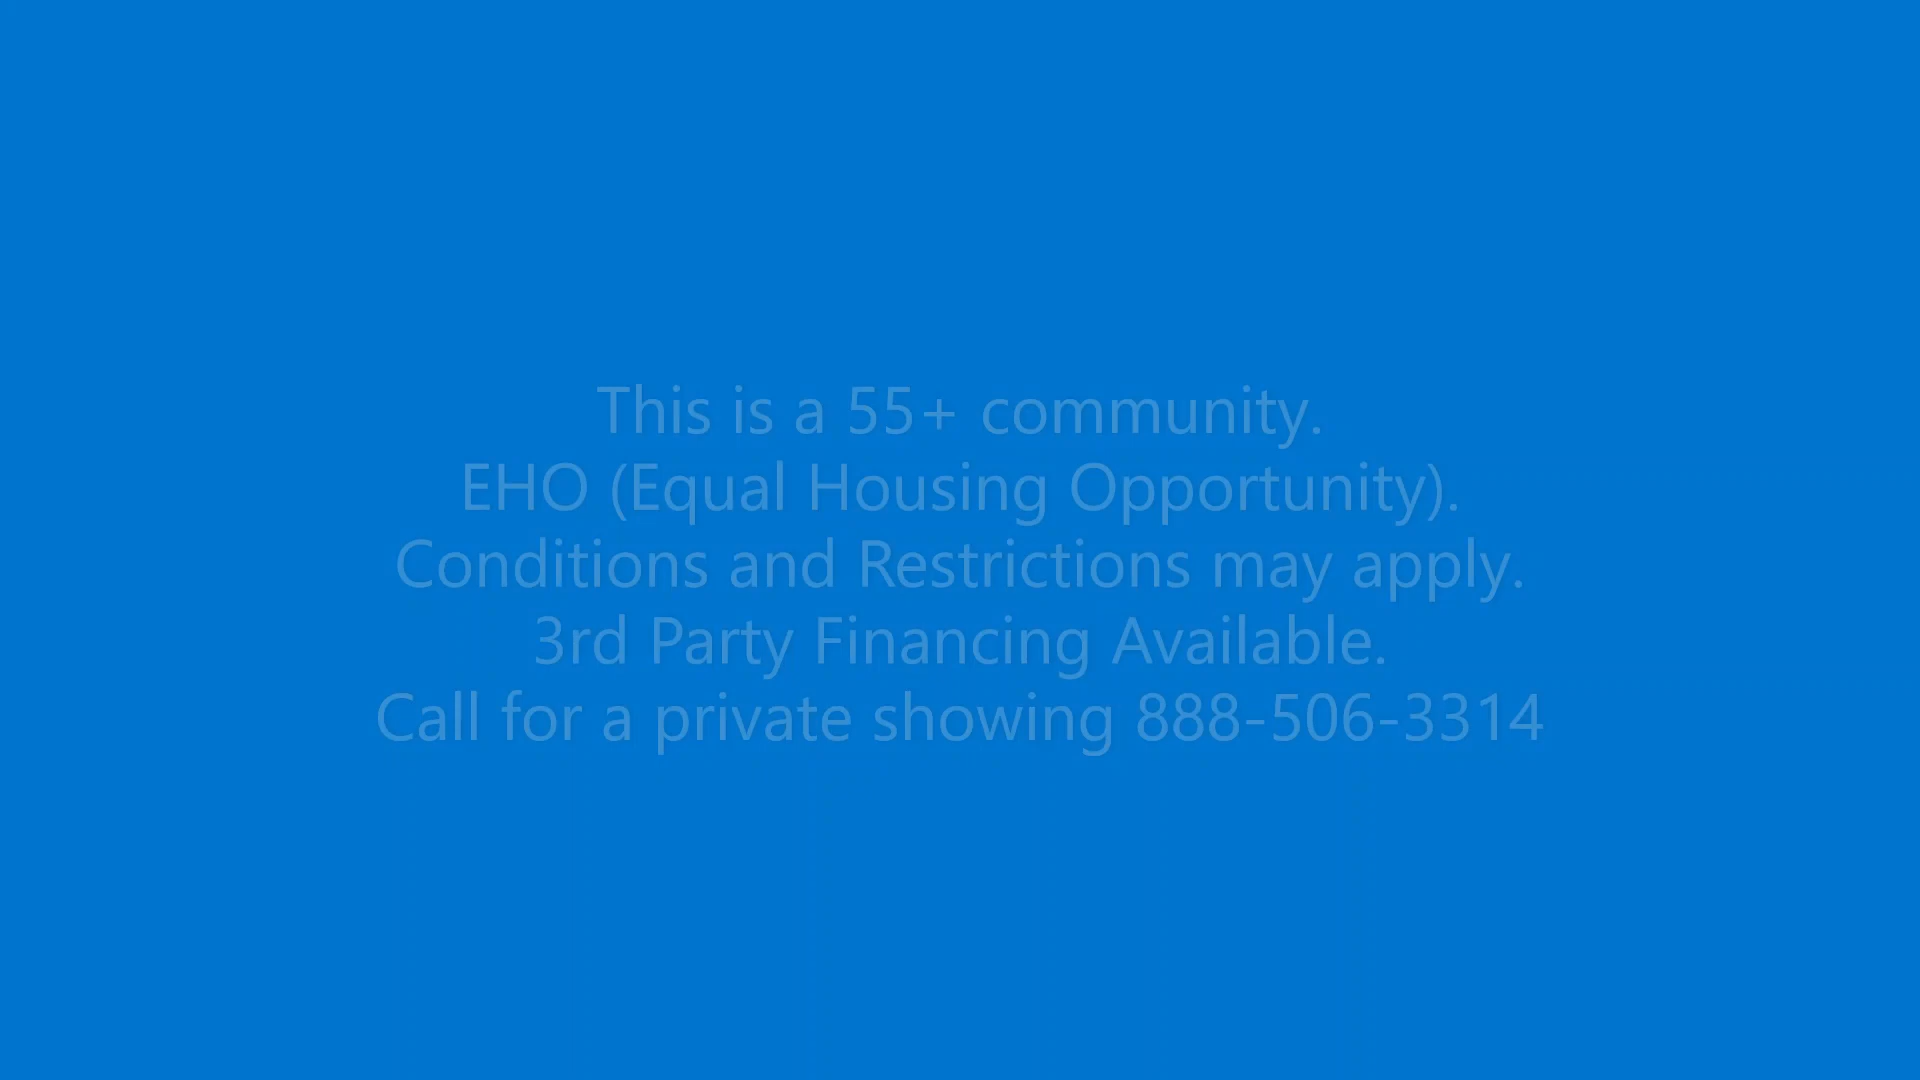 This is a 55+ community.
EHO (Equal Housing Opportunity).
Conditions and Restrictions may apply.
3rd Party Financing Available.
Call for a private showing 888-506-3314